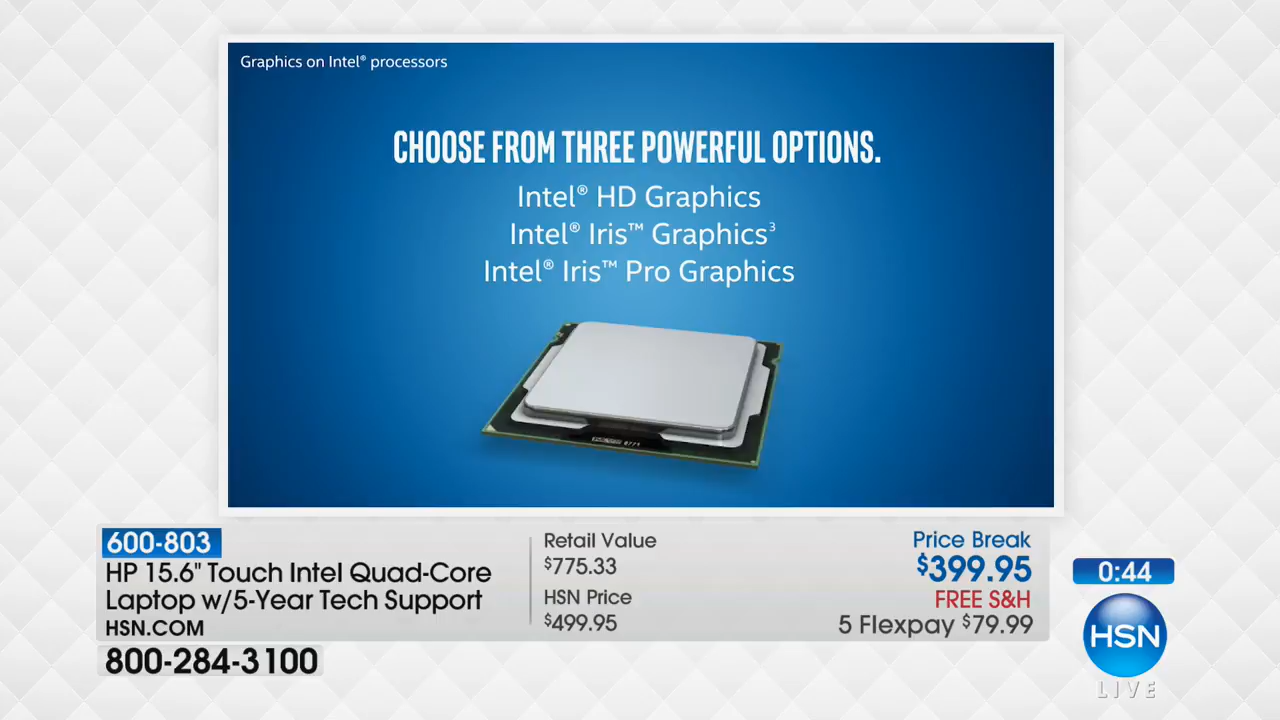 Graphics on Intel® processors
CHOOSE FROM THREE POWERFUL OPTIONS.
Intel® HD Graphics
Intel® Iris™ Graphics³
Intel® Iris™ Pro Graphics
600-803
HP 15.6" Touch Intel Quad-Core
Laptop w/5-Year Tech Support
HSN.COM
800-284-3100
Retail Value
$775.33
HSN Price
$499.95
Price Break
$399.95
FREE S&H
5 Flexpay $79.99
0:44
HSN
LIVE